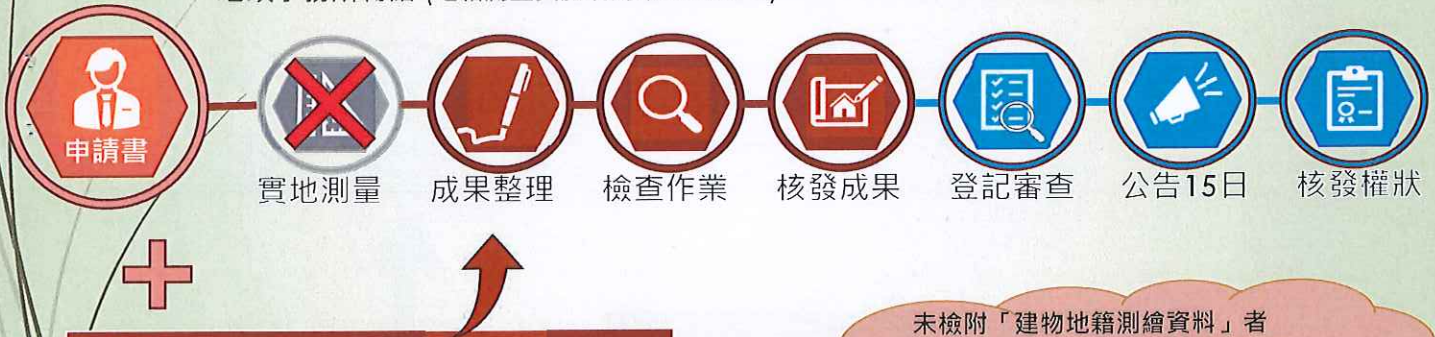 申請書
實地測量
成果整理
檢查作業
核發成果
登記審查
公告15日
核發權狀
未檢附「建物地籍測繪資料」者